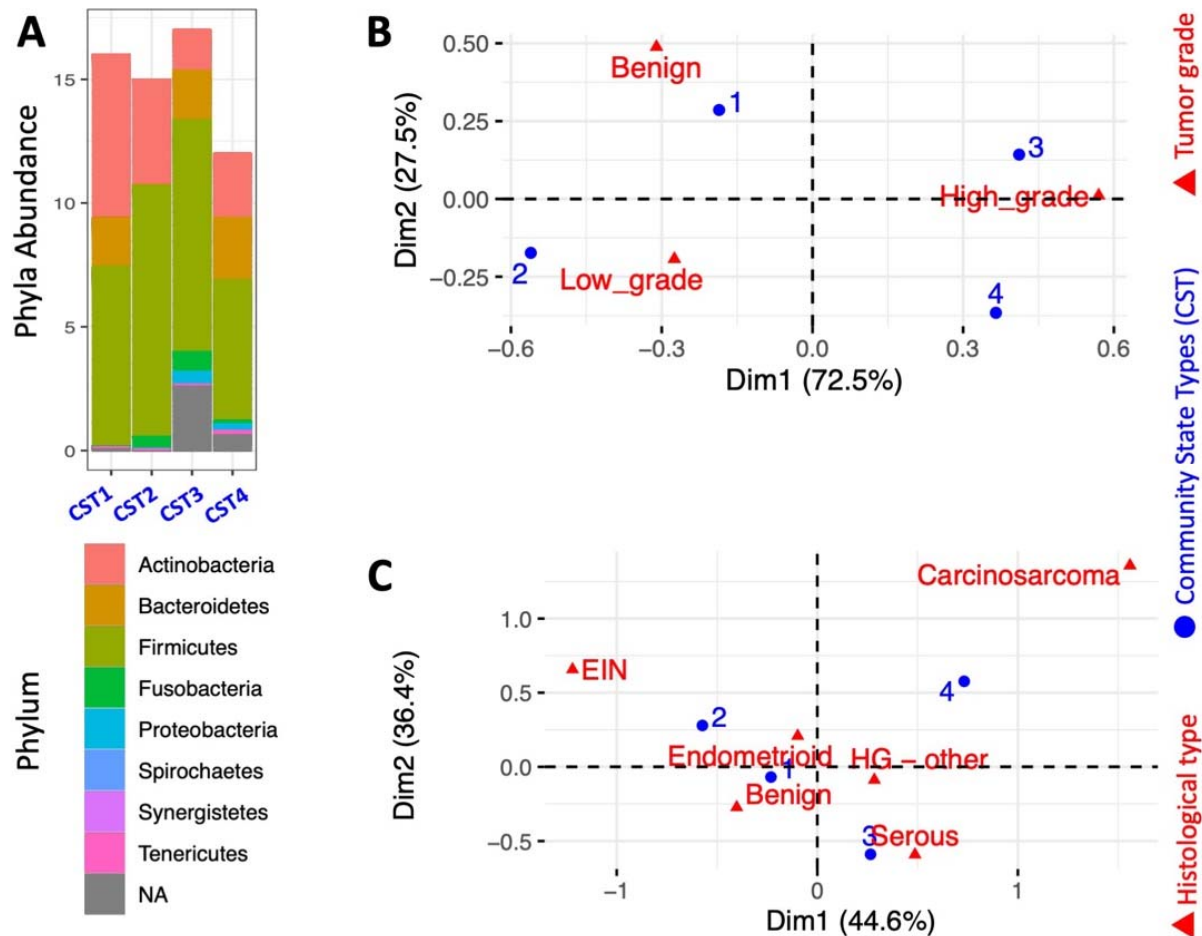 A
Phyla Abundance
15
10
5
0
CST1 CST2 CST3 CST4
Phylum
Actinobacteria
Bacteroidetes
Firmicutes
Fusobacteria
Proteobacteria
Spirochaetes
Synergistetes
Tenericutes
NA
B
Dim2 (27.5%)
0.50
0.25
0.00
−0.25
Benign
1
3
High_grade
2
Low_grade
4
−0.6 −0.3 0.0 0.3 0.6
Dim1 (72.5%)
C
Dim2 (36.4%)
1.0
0.5
0.0
−0.5
Carcinosarcoma
EIN
4
2
Endometrioid
HG − other
1
Benign
3
Serous
−1 0 1
Dim1 (44.6%)
Tumor grade
Community State Types (CST)
Histological type